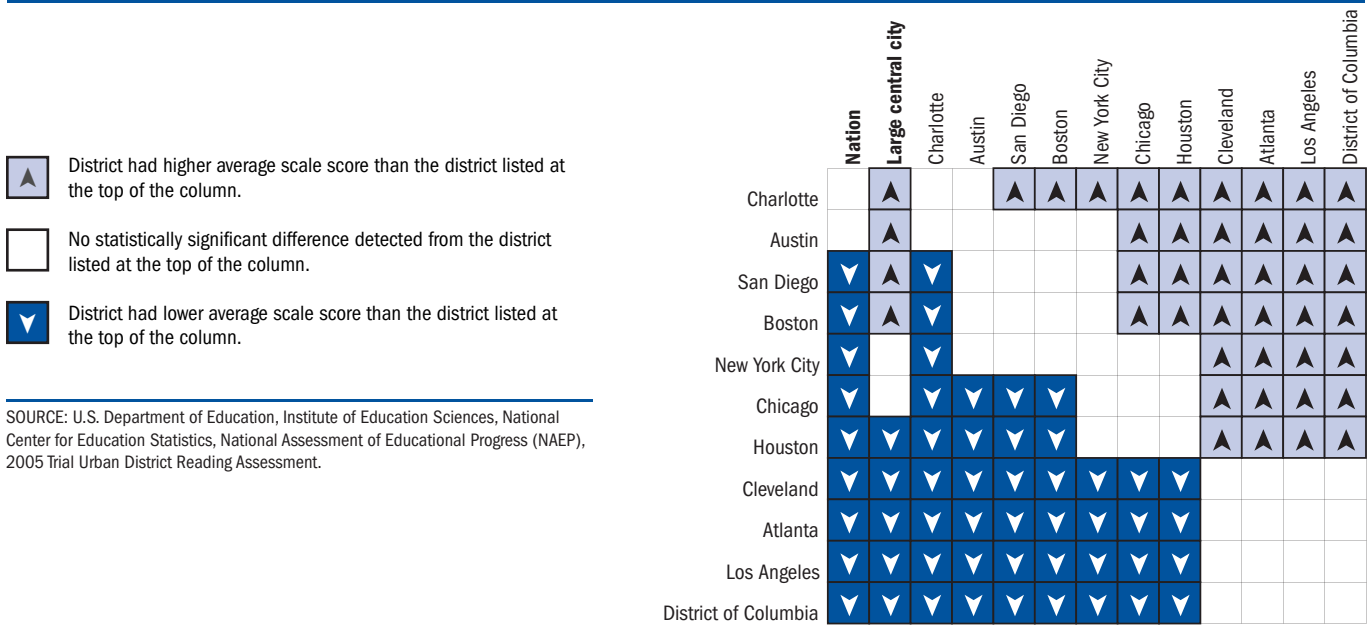 District had higher average scale score than the district listed at
the top of the column.
No statistically significant difference detected from the district
listed at the top of the column.
District had lower average scale score than the district listed at
the top of the column.
SOURCE: U.S. Department of Education, Institute of Education Sciences, National
Center for Education Statistics, National Assessment of Educational Progress (NAEP),
2005 Trial Urban District Reading Assessment.
Nation
Large central city
Charlotte
Austin
San Diego
Boston
New York City
Chicago
Houston
Cleveland
Atlanta
Los Angeles
District of Columbia
Charlotte
Austin
San Diego
Boston
New York City
Chicago
Houston
Cleveland
Atlanta
Los Angeles
District of Columbia